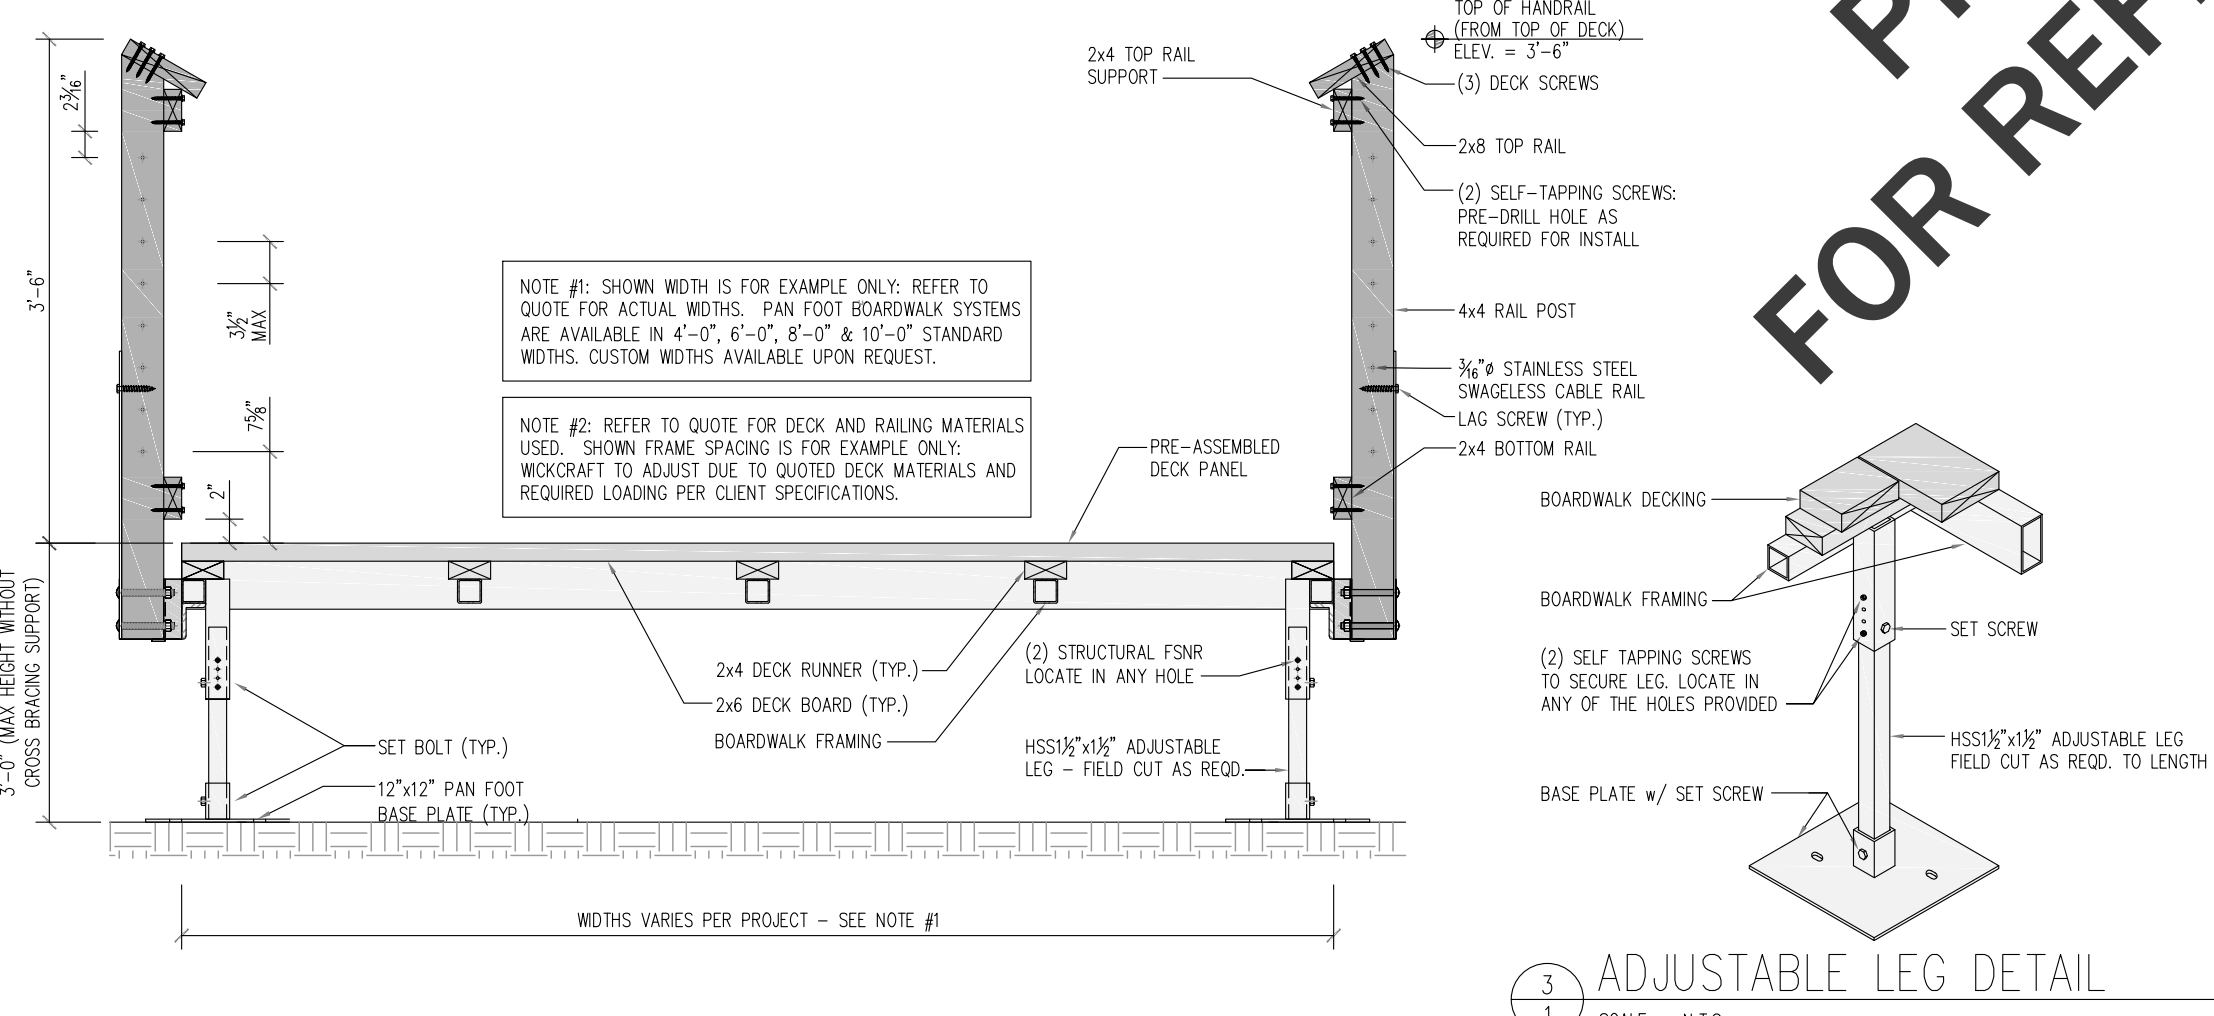 TOP OF HANDRAIL
(FROM TOP OF DECK)
ELEV. = 3'-6"
2x4 TOP RAIL
SUPPORT
(3) DECK SCREWS
2x8 TOP RAIL
(2) SELF-TAPPING SCREWS:
PRE-DRILL HOLE AS
REQUIRED FOR INSTALL
4x4 RAIL POST
3/16"ø STAINLESS STEEL
SWAGELESS CABLE RAIL
LAG SCREW (TYP.)
2x4 BOTTOM RAIL
2 3/16"
3'-6"
3 1/2"
MAX
7 5/8"
2"
NOTE #1: SHOWN WIDTH IS FOR EXAMPLE ONLY: REFER TO
QUOTE FOR ACTUAL WIDTHS. PAN FOOT BOARDWALK SYSTEMS
ARE AVAILABLE IN 4'-0", 6'-0", 8'-0" & 10'-0" STANDARD
WIDTHS. CUSTOM WIDTHS AVAILABLE UPON REQUEST.
NOTE #2: REFER TO QUOTE FOR DECK AND RAILING MATERIALS
USED. SHOWN FRAME SPACING IS FOR EXAMPLE ONLY:
WICKCRAFT TO ADJUST DUE TO QUOTED DECK MATERIALS AND
REQUIRED LOADING PER CLIENT SPECIFICATIONS.
PRE-ASSEMBLED
DECK PANEL
3'-0" (MAX HEIGHT WITHOUT
CROSS BRACING SUPPORT)
2x4 DECK RUNNER (TYP.)
2x6 DECK BOARD (TYP.)
BOARDWALK FRAMING
(2) STRUCTURAL FSNR
LOCATE IN ANY HOLE
HSS1 1/2"x1 1/2" ADJUSTABLE
LEG - FIELD CUT AS REQD.
SET BOLT (TYP.)
12"x12" PAN FOOT
BASE PLATE (TYP.)
WIDTHS VARIES PER PROJECT - SEE NOTE #1
BOARDWALK DECKING
BOARDWALK FRAMING
SET SCREW
(2) SELF TAPPING SCREWS
TO SECURE LEG. LOCATE IN
ANY OF THE HOLES PROVIDED
HSS1 1/2"x1 1/2" ADJUSTABLE LEG
FIELD CUT AS REQD. TO LENGTH
BASE PLATE w/ SET SCREW
3
1
ADJUSTABLE LEG DETAIL
FOR